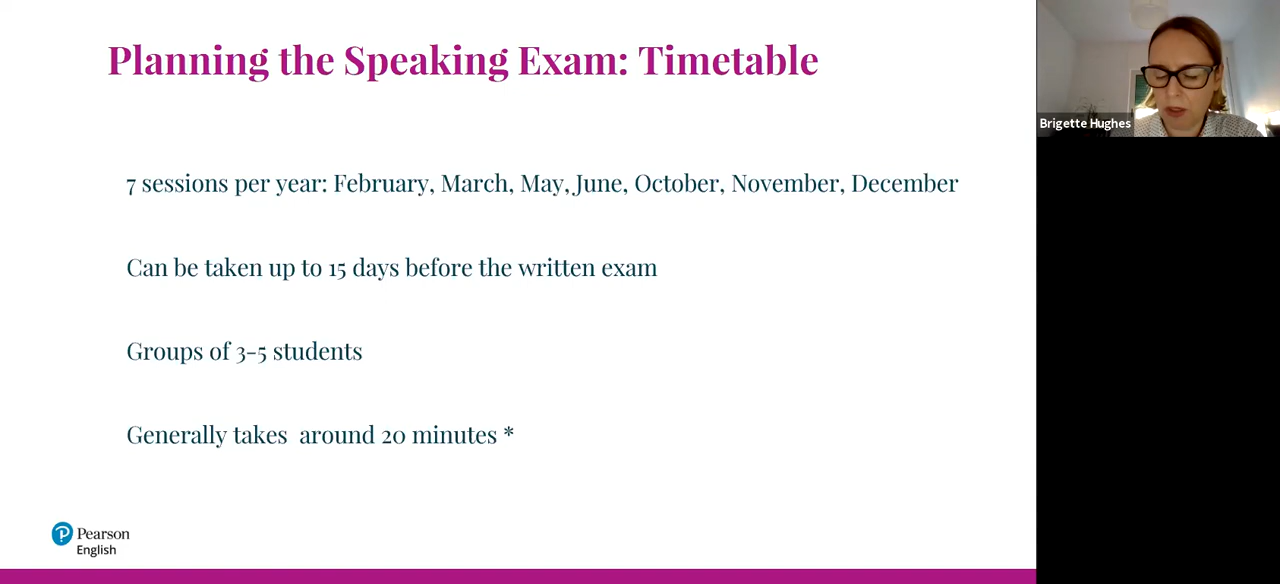 Planning the Speaking Exam: Timetable
Brigette Hughes
7 sessions per year: February, March, May, June, October, November, December
Can be taken up to 15 days before the written exam
Groups of 3-5 students
Generally takes  around 20 minutes *
Pearson
English